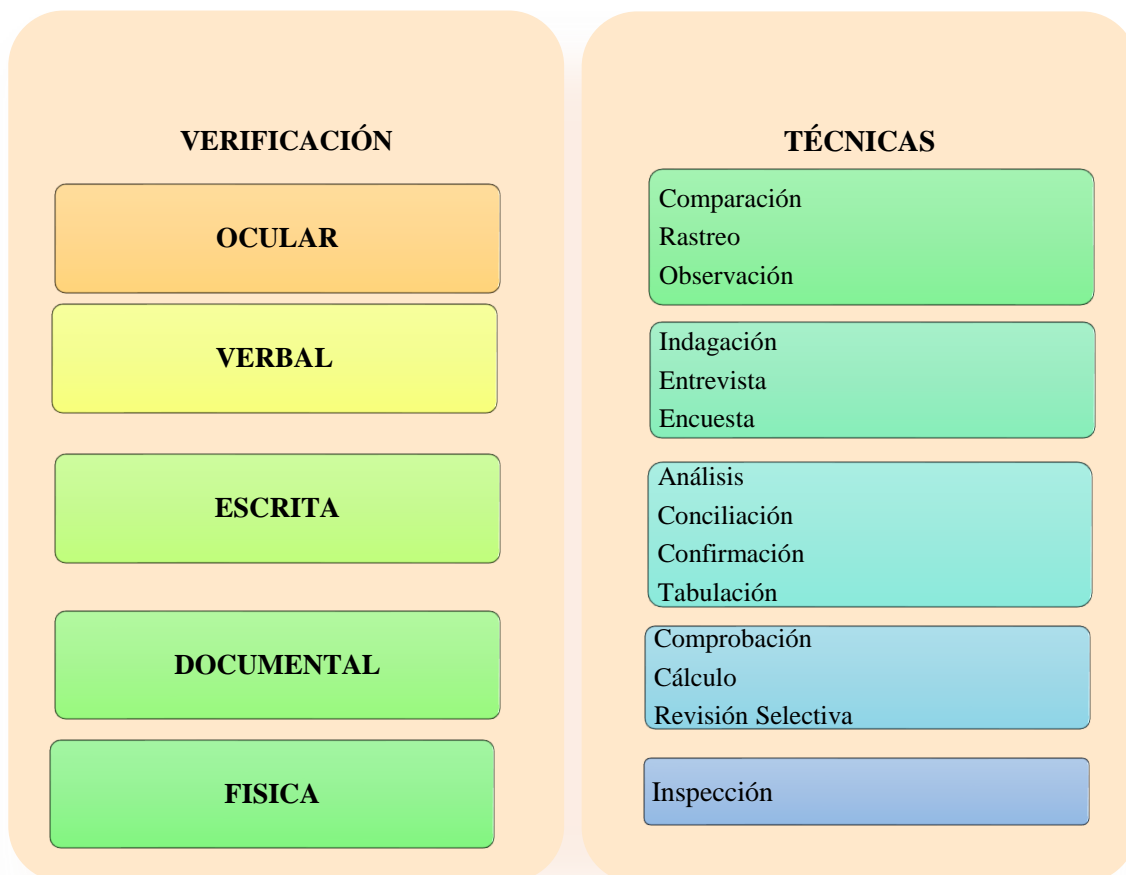 VERIFICACIÓN
OCULAR
VERBAL
ESCRITA
DOCUMENTAL
FISICA
TÉCNICAS
Comparación
Rastreo
Observación
Indagación
Entrevista
Encuesta
Análisis
Conciliación
Confirmación
Tabulación
Comprobación
Cálculo
Revisión Selectiva
Inspección